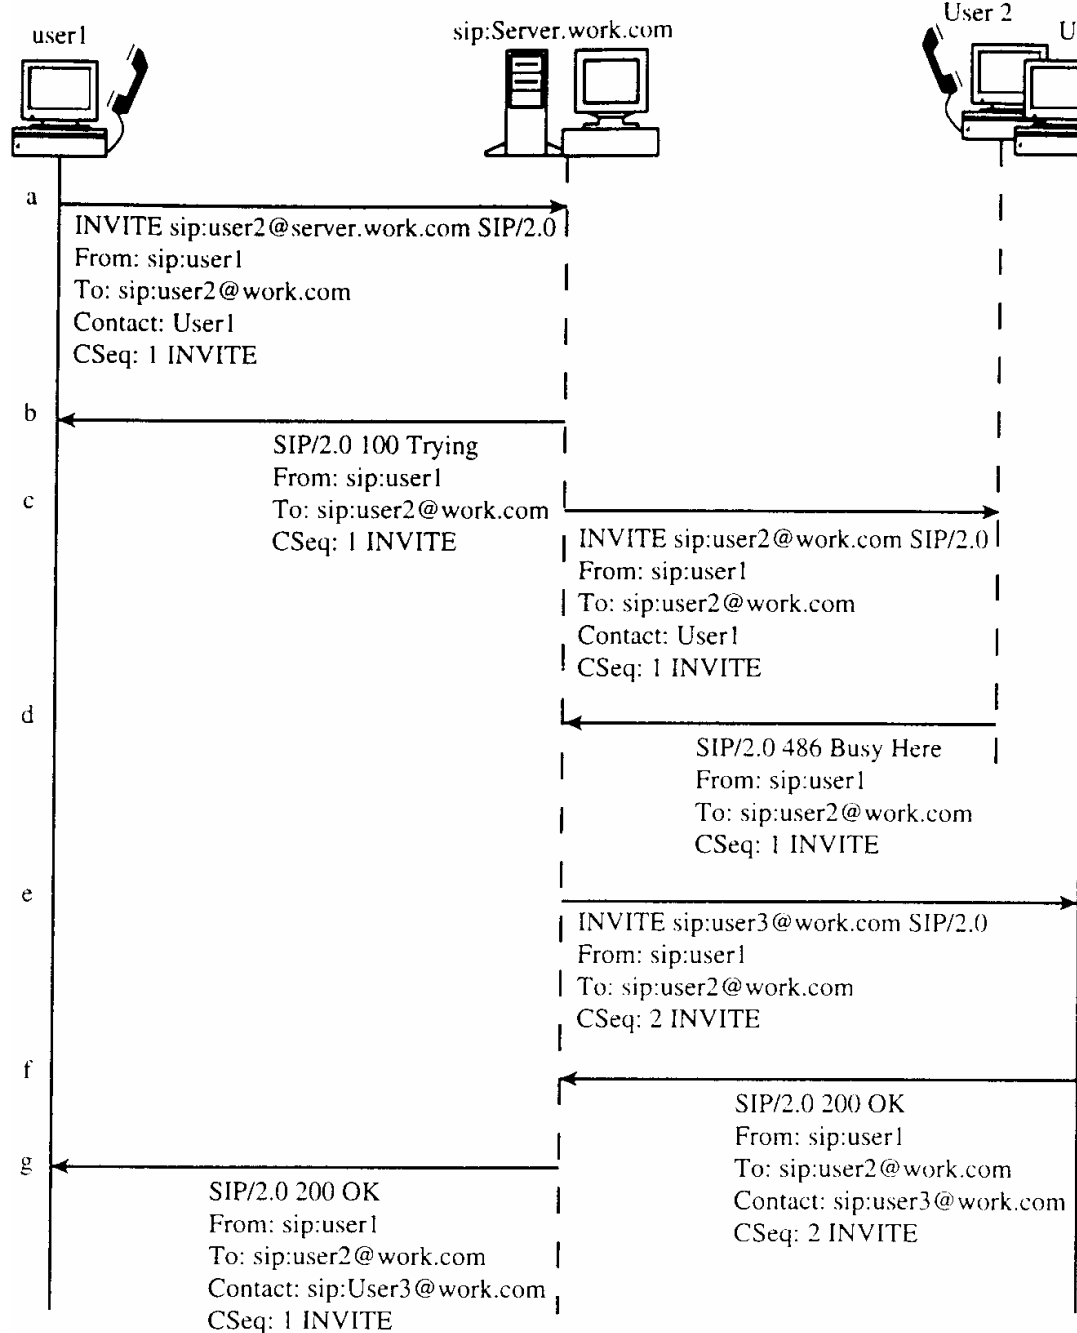 user1
sip:Server.work.com
User 2
U
a
INVITE sip:user2@server.work.com SIP/2.0
From: sip:user1
To: sip:user2@work.com
Contact: User1
CSeq: 1 INVITE
b
SIP/2.0 100 Trying
From: sip:user1
To: sip:user2@work.com
CSeq: 1 INVITE
c
INVITE sip:user2@work.com SIP/2.0
From: sip:user1
To: sip:user2@work.com
Contact: User1
CSeq: 1 INVITE
d
SIP/2.0 486 Busy Here
From: sip:user1
To: sip:user2@work.com
CSeq: 1 INVITE
e
INVITE sip:user3@work.com SIP/2.0
From: sip:user1
To: sip:user2@work.com
CSeq: 2 INVITE
f
SIP/2.0 200 OK
From: sip:user1
To: sip:user2@work.com
Contact: sip:user3@work.com
CSeq: 2 INVITE
g
SIP/2.0 200 OK
From: sip:user1
To: sip:user2@work.com
Contact: sip:User3@work.com
CSeq: 1 INVITE